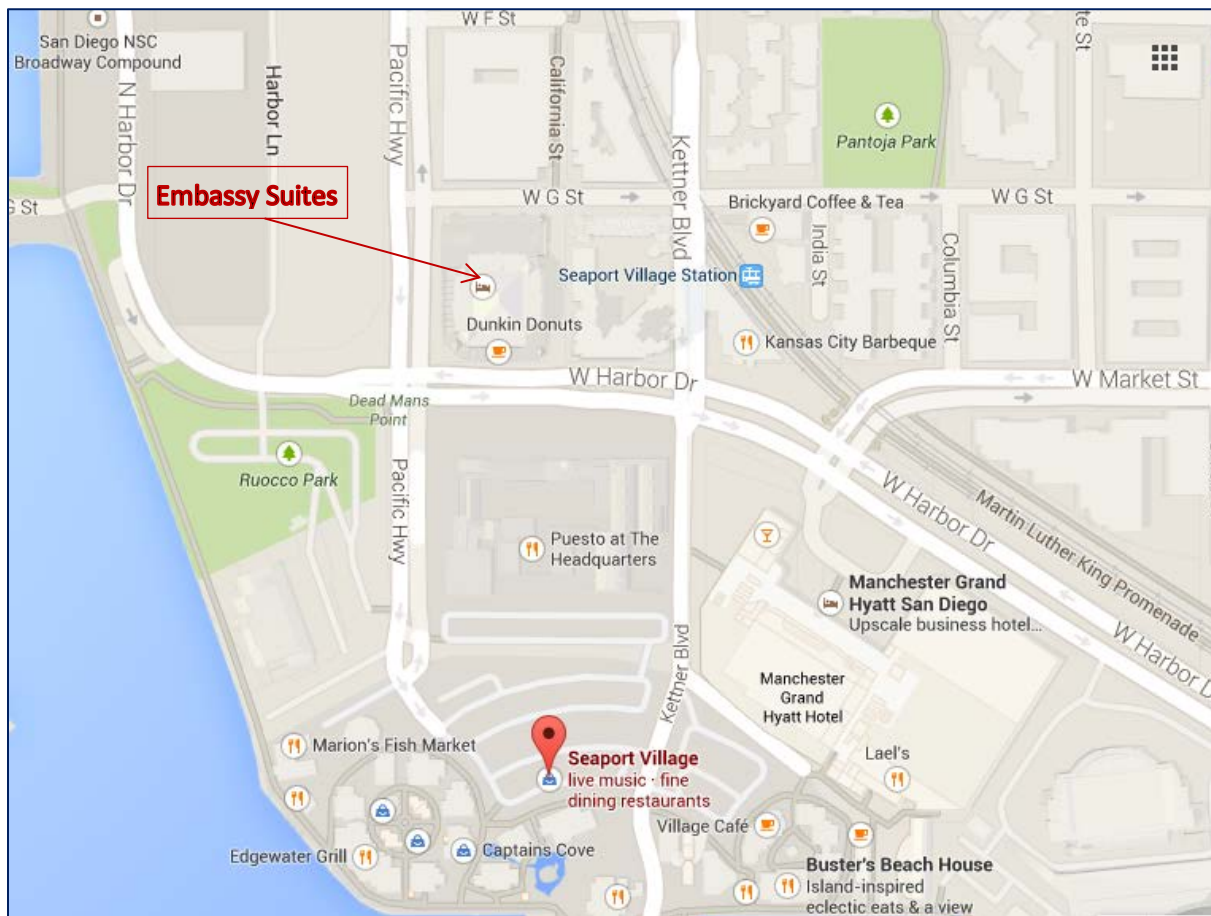 W F St
te St
San Diego NSC
Broadway Compound
N Harbor Dr
Harbor Ln
Pacific Hwy
California St
Kettner Blvd
Pantoja Park
Embassy Suites
G St
W G St
W G St
Brickyard Coffee & Tea
India St
Columbia St
Seaport Village Station
Dunkin Donuts
Kansas City Barbeque
W Harbor Dr
W Market St
Dead Mans
Point
Ruocco Park
Pacific Hwy
W Harbor Dr
Martin Luther King Promenade
Puesto at The
Headquarters
Manchester Grand
Hyatt San Diego
Upscale business hotel...
W Harbor D
Kettner Blvd
Manchester
Grand
Hyatt Hotel
Marion's Fish Market
Seaport Village
live music · fine
dining restaurants
Lael's
Village Café
Edgewater Grill
Captains Cove
Buster's Beach House
Island-inspired
eclectic eats & a view